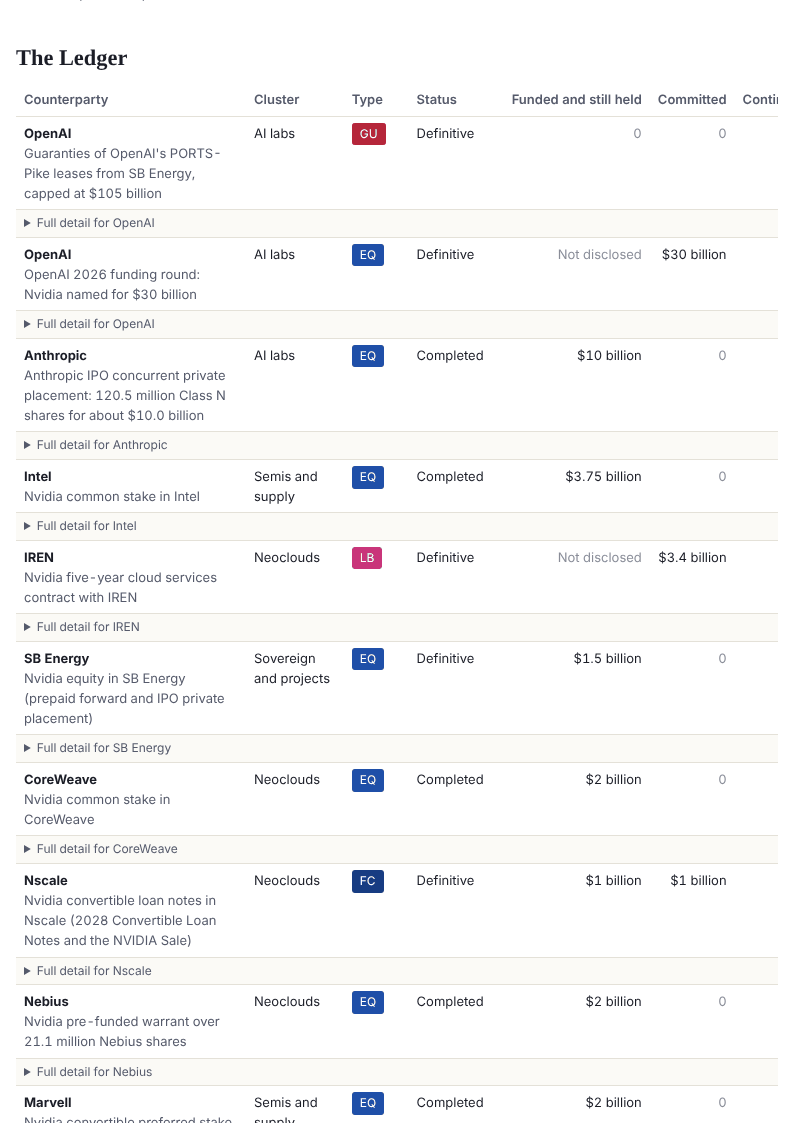 The Ledger
Counterparty Cluster Type Status Funded and still held Committed
OpenAI AI labs GU Definitive 0 0
Guaranties of OpenAI's PORTS-
Pike leases from SB Energy,
capped at $105 billion
▶ Full detail for OpenAI
OpenAI AI labs EQ Definitive Not disclosed $30 billion
OpenAI 2026 funding round:
Nvidia named for $30 billion
▶ Full detail for OpenAI
Anthropic AI labs EQ Completed $10 billion 0
Anthropic IPO concurrent private
placement: 120.5 million Class N
shares for about $10.0 billion
▶ Full detail for Anthropic
Intel Semis and EQ Completed $3.75 billion 0
Nvidia common stake in Intel supply
▶ Full detail for Intel
IREN Neoclouds LB Definitive Not disclosed $3.4 billion
Nvidia five-year cloud services
contract with IREN
▶ Full detail for IREN
SB Energy Sovereign EQ Definitive $1.5 billion 0
Nvidia equity in SB Energy and projects
(prepaid forward and IPO private
placement)
▶ Full detail for SB Energy
CoreWeave Neoclouds EQ Completed $2 billion 0
Nvidia common stake in
CoreWeave
▶ Full detail for CoreWeave
Nscale Neoclouds FC Definitive $1 billion $1 billion
Nvidia convertible loan notes in
Nscale (2028 Convertible Loan
Notes and the NVIDIA Sale)
▶ Full detail for Nscale
Nebius Neoclouds EQ Completed $2 billion 0
Nvidia pre-funded warrant over
21.1 million Nebius shares
▶ Full detail for Nebius
Marvell Semis and EQ Completed $2 billion 0
Nvidia convertible preferred stake supply